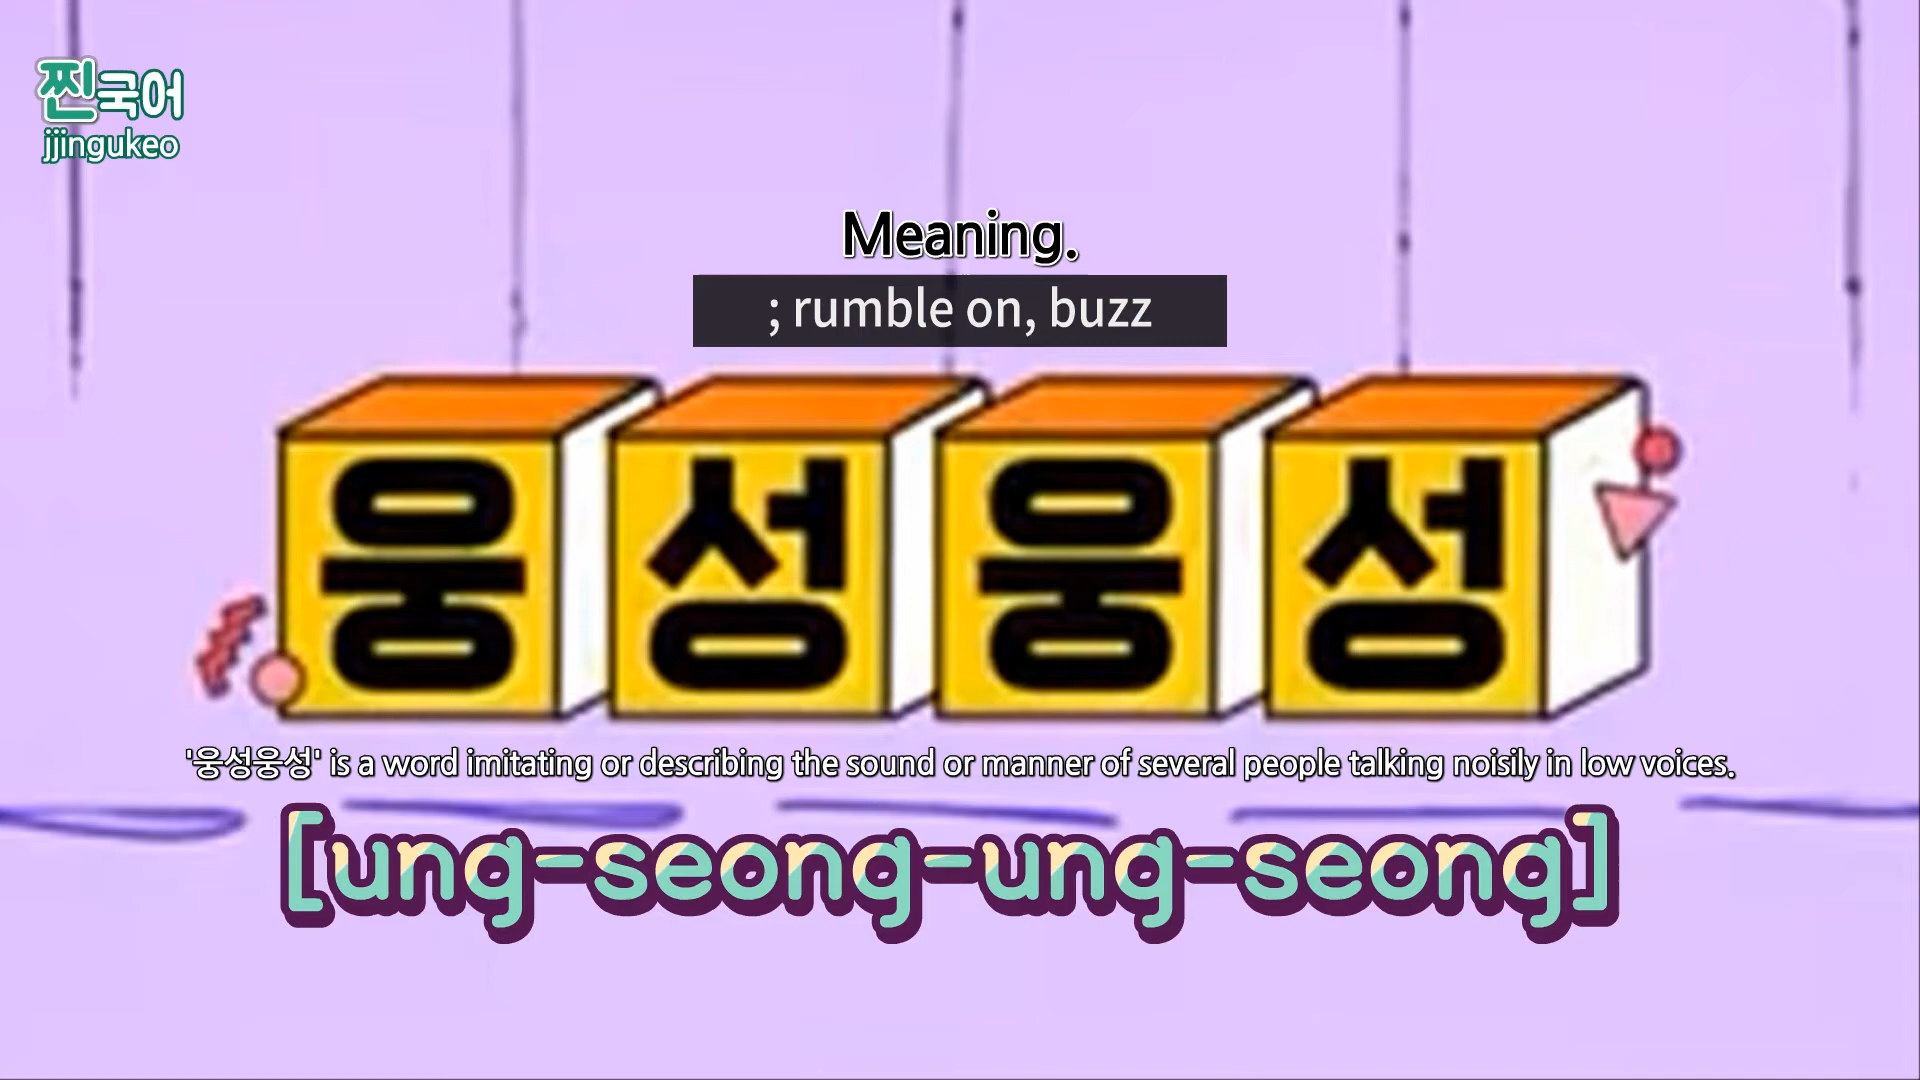 찐국어
jjingukeo
Meaning.
; rumble on, buzz
웅성웅성
'웅성웅성' is a word imitating or describing the sound or manner of several people talking noisily in low voices.
[ung-seong-ung-seong]